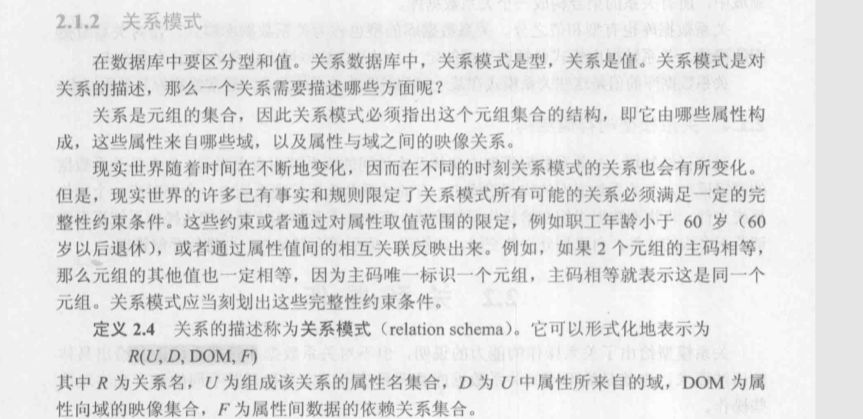 2.1.2 关系模式
在数据库中要区分型和值。关系数据库中，关系模式是型，关系是值。关系模式是对
关系的描述，那么一个关系需要描述哪些方面呢？
关系是元组的集合，因此关系模式必须指出这个元组集合的结构，即它由哪些属性构
成，这些属性来自哪些域，以及属性与域之间的映像关系。
现实世界随着时间在不断地变化，因而在不同的时刻关系模式的关系也会有所变化。
但是，现实世界的许多已有事实和规则限定了关系模式所有可能的关系必须满足一定的完
整性约束条件。这些约束或者通过对属性取值范围的限定，例如职工年龄小于 60 岁（60
岁以后退休），或者通过属性值间的相互关联反映出来。例如，如果 2 个元组的主码相等，
那么元组的其他值也一定相等，因为主码唯一标识一个元组，主码相等就表示这是同一个
元组。关系模式应当刻划出这些完整性约束条件。
定义 2.4 关系的描述称为关系模式（relation schema）。它可以形式化地表示为
R(U, D, DOM, F)
其中 R 为关系名，U 为组成该关系的属性名集合，D 为 U 中属性所来自的域，DOM 为属
性向域的映像集合，F 为属性间数据的依赖关系集合。